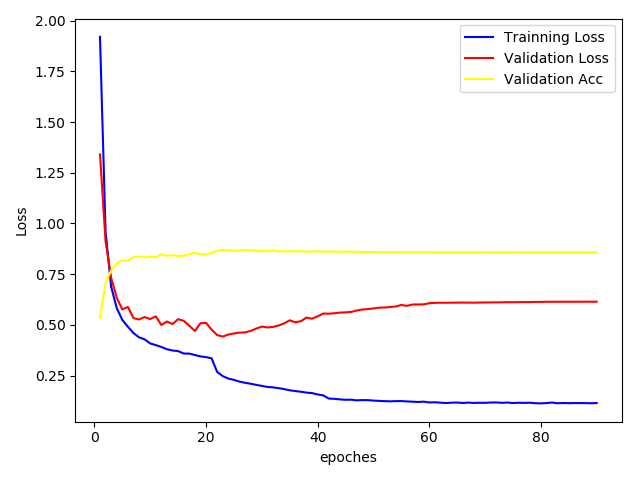 2.00
1.75
1.50
1.25
1.00
0.75
0.50
0.25
Loss
Trainning Loss
Validation Loss
Validation Acc
0 20 40 60 80
epoches